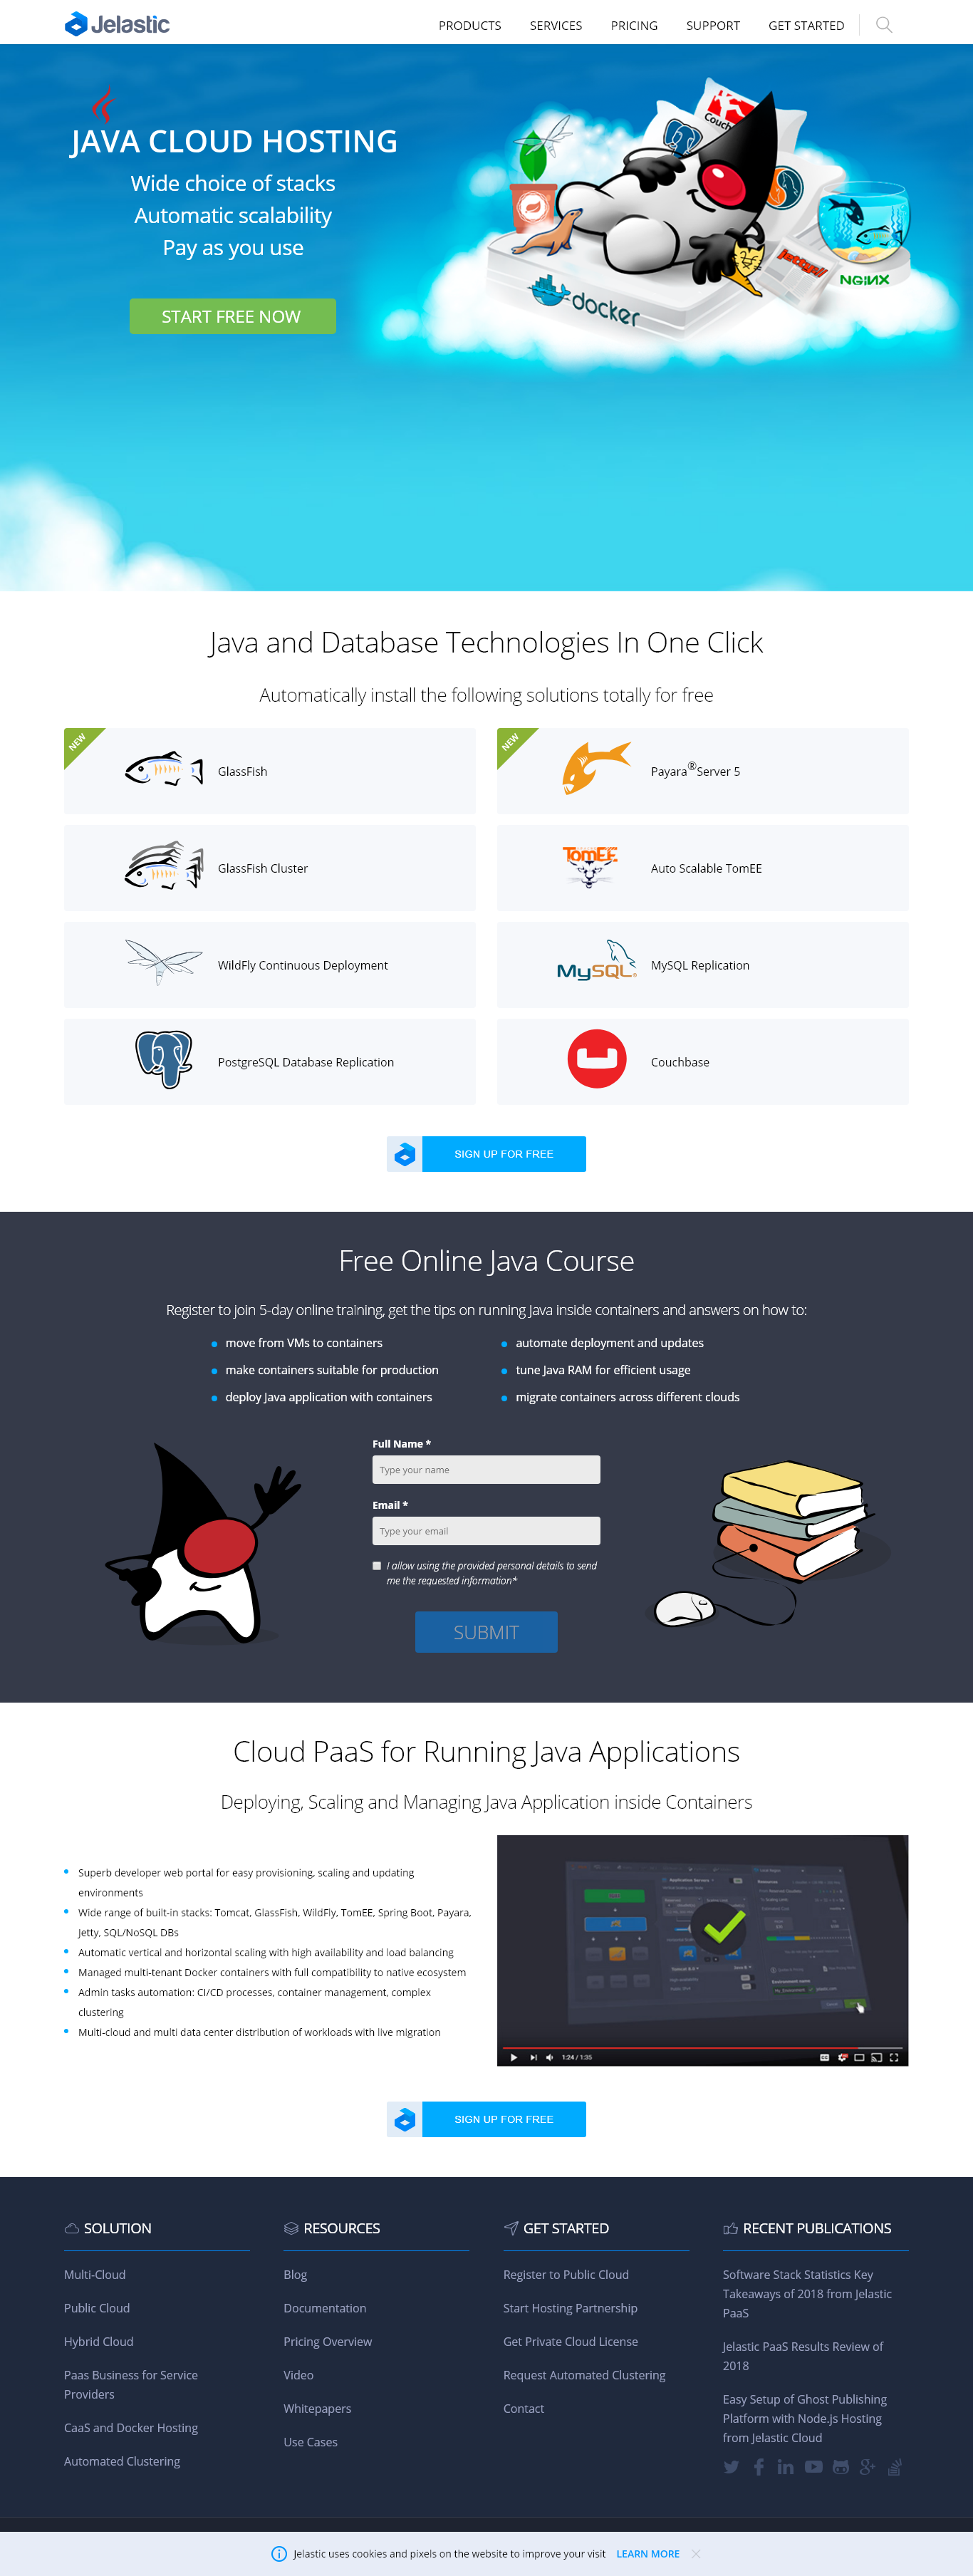 Jelastic
PRODUCTS SERVICES PRICING SUPPORT GET STARTED
JAVA CLOUD HOSTING
Wide choice of stacks
Automatic scalability
Pay as you use
START FREE NOW
Couch
docker
jetty://
NGINX
Java and Database Technologies In One Click
Automatically install the following solutions totally for free
NEW
GlassFish
NEW
Payara®Server 5
GlassFish Cluster
TomEE
Auto Scalable TomEE
WildFly Continuous Deployment
MySQL
MySQL Replication
PostgreSQL Database Replication
Couchbase
SIGN UP FOR FREE
Free Online Java Course
Register to join 5-day online training, get the tips on running Java inside containers and answers on how to:
move from VMs to containers
make containers suitable for production
deploy Java application with containers
automate deployment and updates
tune Java RAM for efficient usage
migrate containers across different clouds
Full Name *
Type your name
Email *
Type your email
I allow using the provided personal details to send
me the requested information*
SUBMIT
Cloud PaaS for Running Java Applications
Deploying, Scaling and Managing Java Application inside Containers
Superb developer web portal for easy provisioning, scaling and updating
environments
Wide range of built-in stacks: Tomcat, GlassFish, WildFly, TomEE, Spring Boot, Payara,
Jetty, SQL/NoSQL DBs
Automatic vertical and horizontal scaling with high availability and load balancing
Managed multi-tenant Docker containers with full compatibility to native ecosystem
Admin tasks automation: CI/CD processes, container management, complex
clustering
Multi-cloud and multi data center distribution of workloads with live migration
1:24 / 1:35
SIGN UP FOR FREE
SOLUTION
Multi-Cloud
Public Cloud
Hybrid Cloud
Paas Business for Service
Providers
CaaS and Docker Hosting
Automated Clustering
RESOURCES
Blog
Documentation
Pricing Overview
Video
Whitepapers
Use Cases
GET STARTED
Register to Public Cloud
Start Hosting Partnership
Get Private Cloud License
Request Automated Clustering
Contact
RECENT PUBLICATIONS
Software Stack Statistics Key
Takeaways of 2018 from Jelastic
PaaS
Jelastic PaaS Results Review of
2018
Easy Setup of Ghost Publishing
Platform with Node.js Hosting
from Jelastic Cloud
Jelastic uses cookies and pixels on the website to improve your visit LEARN MORE